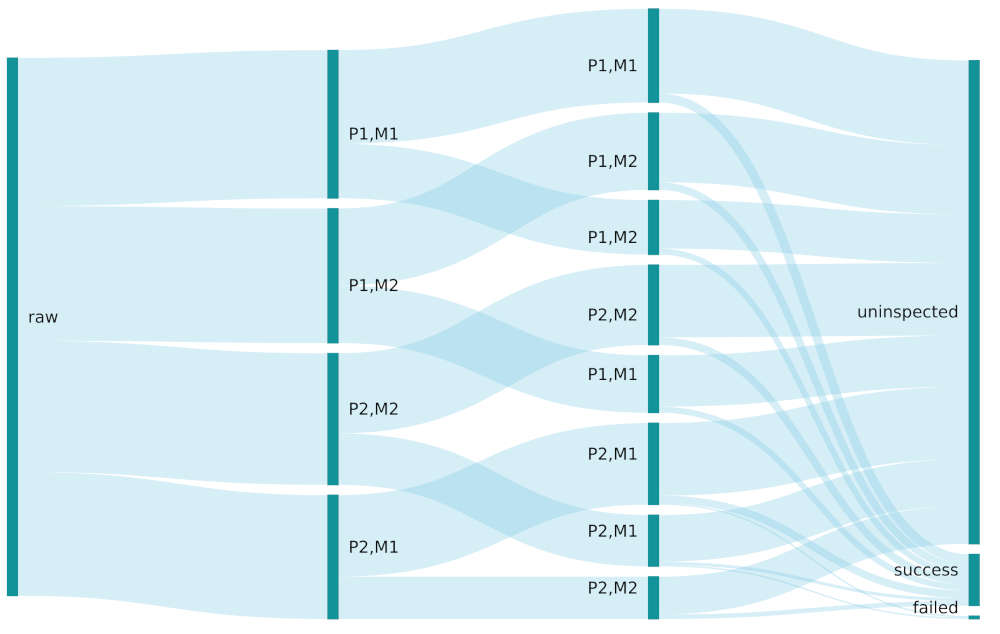 raw
P1,M1
P1,M2
P2,M2
P2,M1
P1,M1
P1,M2
P1,M2
P2,M2
P1,M1
P2,M1
P2,M1
P2,M2
uninspected
success
failed